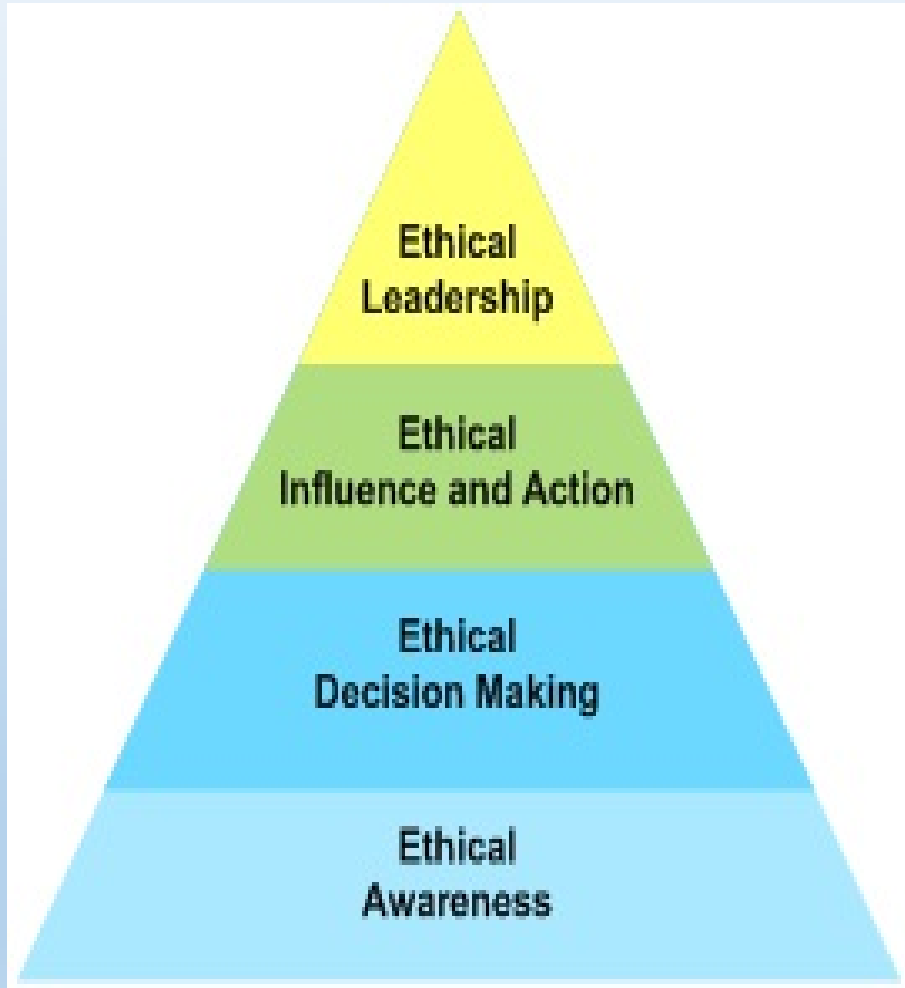 Ethical
Leadership
Ethical
Influence and Action
Ethical
Decision Making
Ethical
Awareness